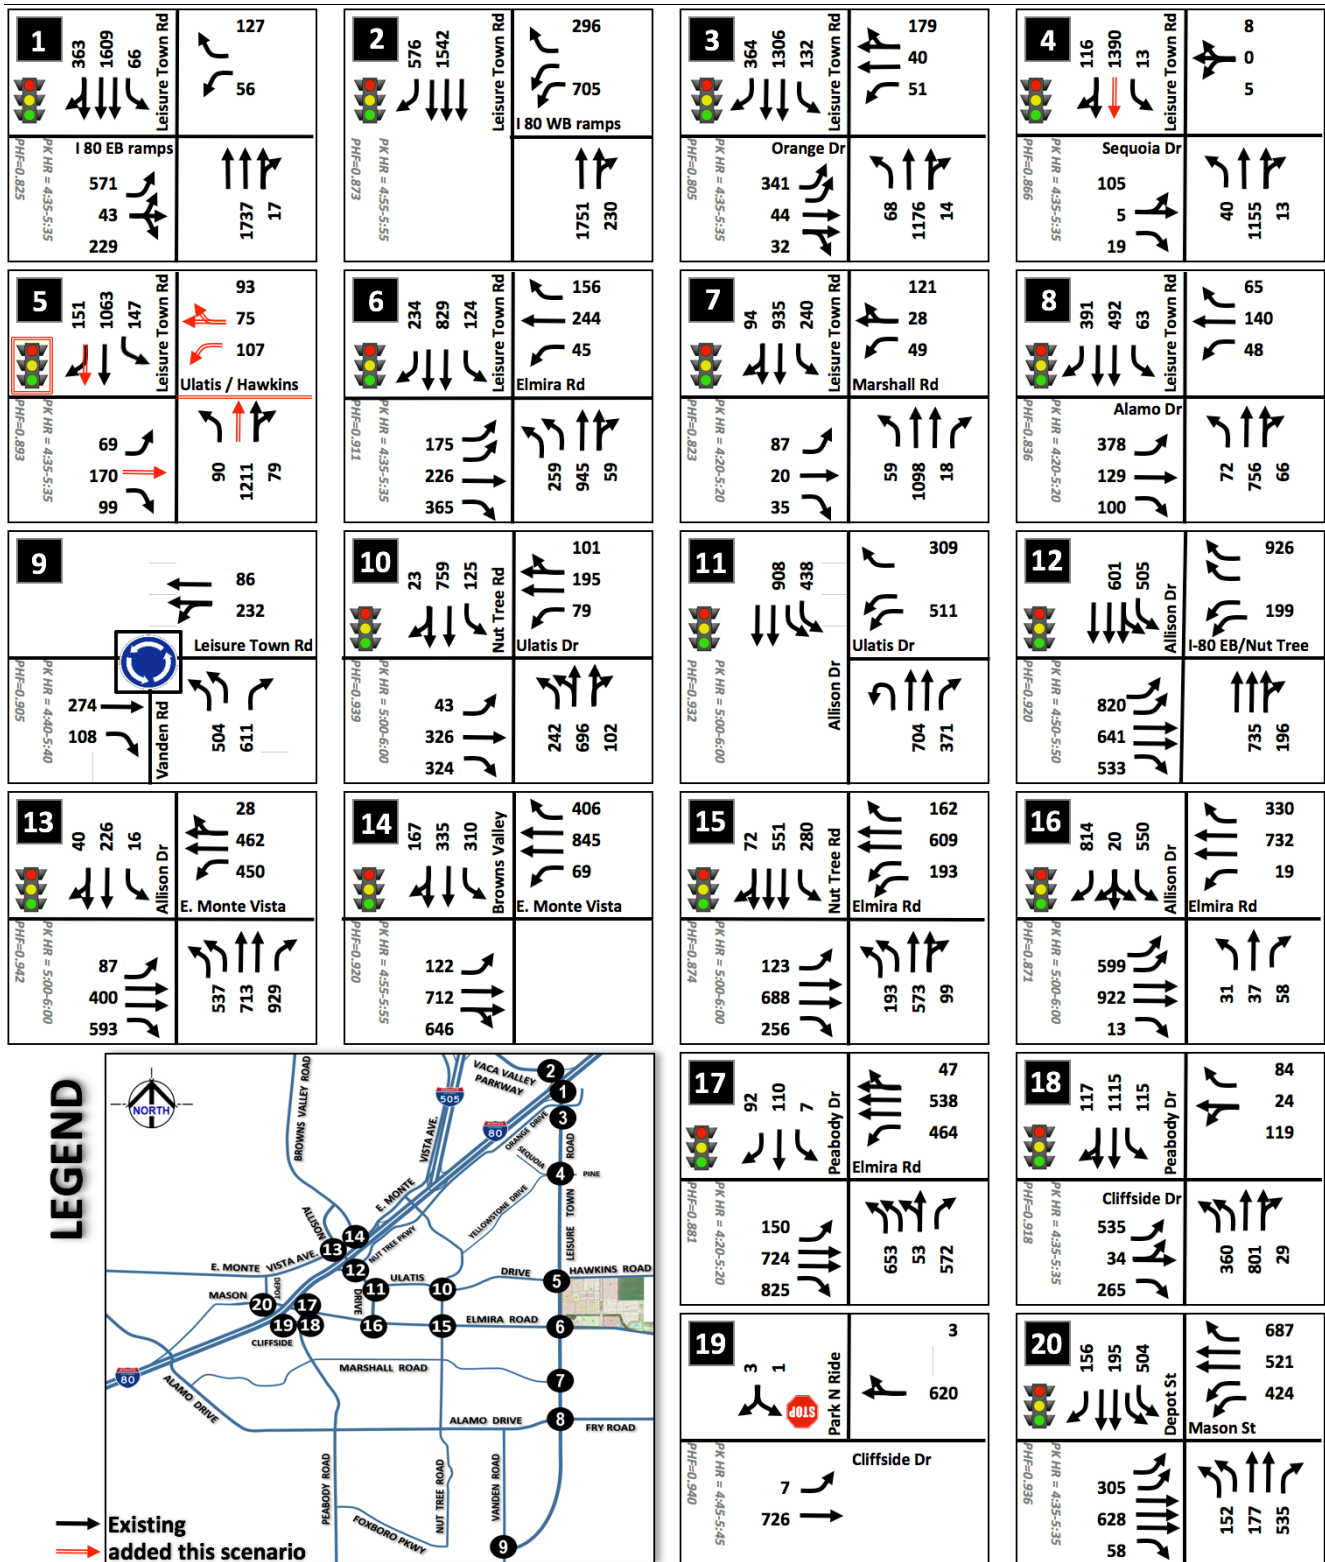 1
363
1609
66
Leisure Town Rd
127
56
PHF=0.825
PK HR = 4:35-5:35
I 80 EB ramps
571
43
229
1737
17
2
576
1542
Leisure Town Rd
296
705
I 80 WB ramps
PHF=0.873
PK HR = 4:55-5:55
1751
230
3
364
1306
132
Leisure Town Rd
179
40
51
PHF=0.805
PK HR = 4:35-5:35
Orange Dr
341
44
32
68
1176
14
4
116
1390
13
Leisure Town Rd
8
0
5
PHF=0.866
PK HR = 4:35-5:35
Sequoia Dr
105
5
19
40
1155
13
5
151
1063
147
Leisure Town Rd
93
75
107
Ulatis / Hawkins
PHF=0.893
PK HR = 4:35-5:35
69
170
99
90
1211
79
6
234
829
124
Leisure Town Rd
156
244
45
Elmira Rd
PHF=0.911
PK HR = 4:35-5:35
175
226
365
259
945
59
7
94
935
240
Leisure Town Rd
121
28
49
Marshall Rd
PHF=0.823
PK HR = 4:20-5:20
87
20
35
59
1098
18
8
391
492
63
Leisure Town Rd
65
140
48
PHF=0.836
PK HR = 4:20-5:20
Alamo Dr
378
129
100
72
756
66
9
86
232
Leisure Town Rd
PHF=0.905
PK HR = 4:40-5:40
274
108
Vanden Rd
504
611
10
23
759
125
Nut Tree Rd
101
195
79
Ulatis Dr
PHF=0.939
PK HR = 5:00-6:00
43
326
324
242
696
102
11
908
438
309
511
Ulatis Dr
PHF=0.932
PK HR = 5:00-6:00
Allison Dr
704
371
12
601
505
Allison Dr
926
199
I-80 EB/Nut Tree
PHF=0.920
PK HR = 4:50-5:50
820
641
533
735
196
13
40
226
16
Allison Dr
28
462
450
E. Monte Vista
PHF=0.942
PK HR = 5:00-6:00
87
400
593
537
713
929
14
167
335
310
Browns Valley
406
845
69
E. Monte Vista
PHF=0.920
PK HR = 4:55-5:55
122
712
646
15
72
551
280
Nut Tree Rd
162
609
193
Elmira Rd
PHF=0.874
PK HR = 5:00-6:00
123
688
256
193
573
99
16
814
20
550
Allison Dr
330
732
19
Elmira Rd
PHF=0.871
PK HR = 5:00-6:00
599
922
13
31
37
58
LEGEND
NORTH
BROWNS VALLEY ROAD
VISTA AVE.
505
VACA VALLEY
PARKWAY
2
1
80
ORANGE DRIVE
3
ROAD
SEQUOIA
4
PINE
TOWN
E. MONTE
YELLOWSTONE DRIVE
LEISURE
ALLISON
14
13
NUT TREE PKWY
E. MONTE
VISTA AVE.
12
DEPOT
11
ULATIS
10
DRIVE
5
HAWKINS ROAD
MASON
20
17
DRIVE
19
18
16
15
ELMIRA ROAD
6
CLIFFSIDE
MARSHALL ROAD
7
80
ALAMO DRIVE
ALAMO DRIVE
8
FRY ROAD
PEABODY ROAD
NUT TREE ROAD
VANDEN ROAD
FOXBORO PKWY
9
Existing
added this scenario
17
92
110
7
Peabody Dr
47
538
464
Elmira Rd
PHF=0.881
PK HR = 4:20-5:20
150
724
825
653
53
572
18
117
1115
115
Peabody Dr
84
24
119
PHF=0.918
PK HR = 4:35-5:35
Cliffside Dr
535
34
265
360
801
29
19
3
1
STOP
Park N Ride
3
620
PHF=0.940
PK HR = 4:45-5:45
Cliffside Dr
7
726
20
156
195
504
Depot St
687
521
424
Mason St
PHF=0.936
PK HR = 4:35-5:35
305
628
58
152
177
535